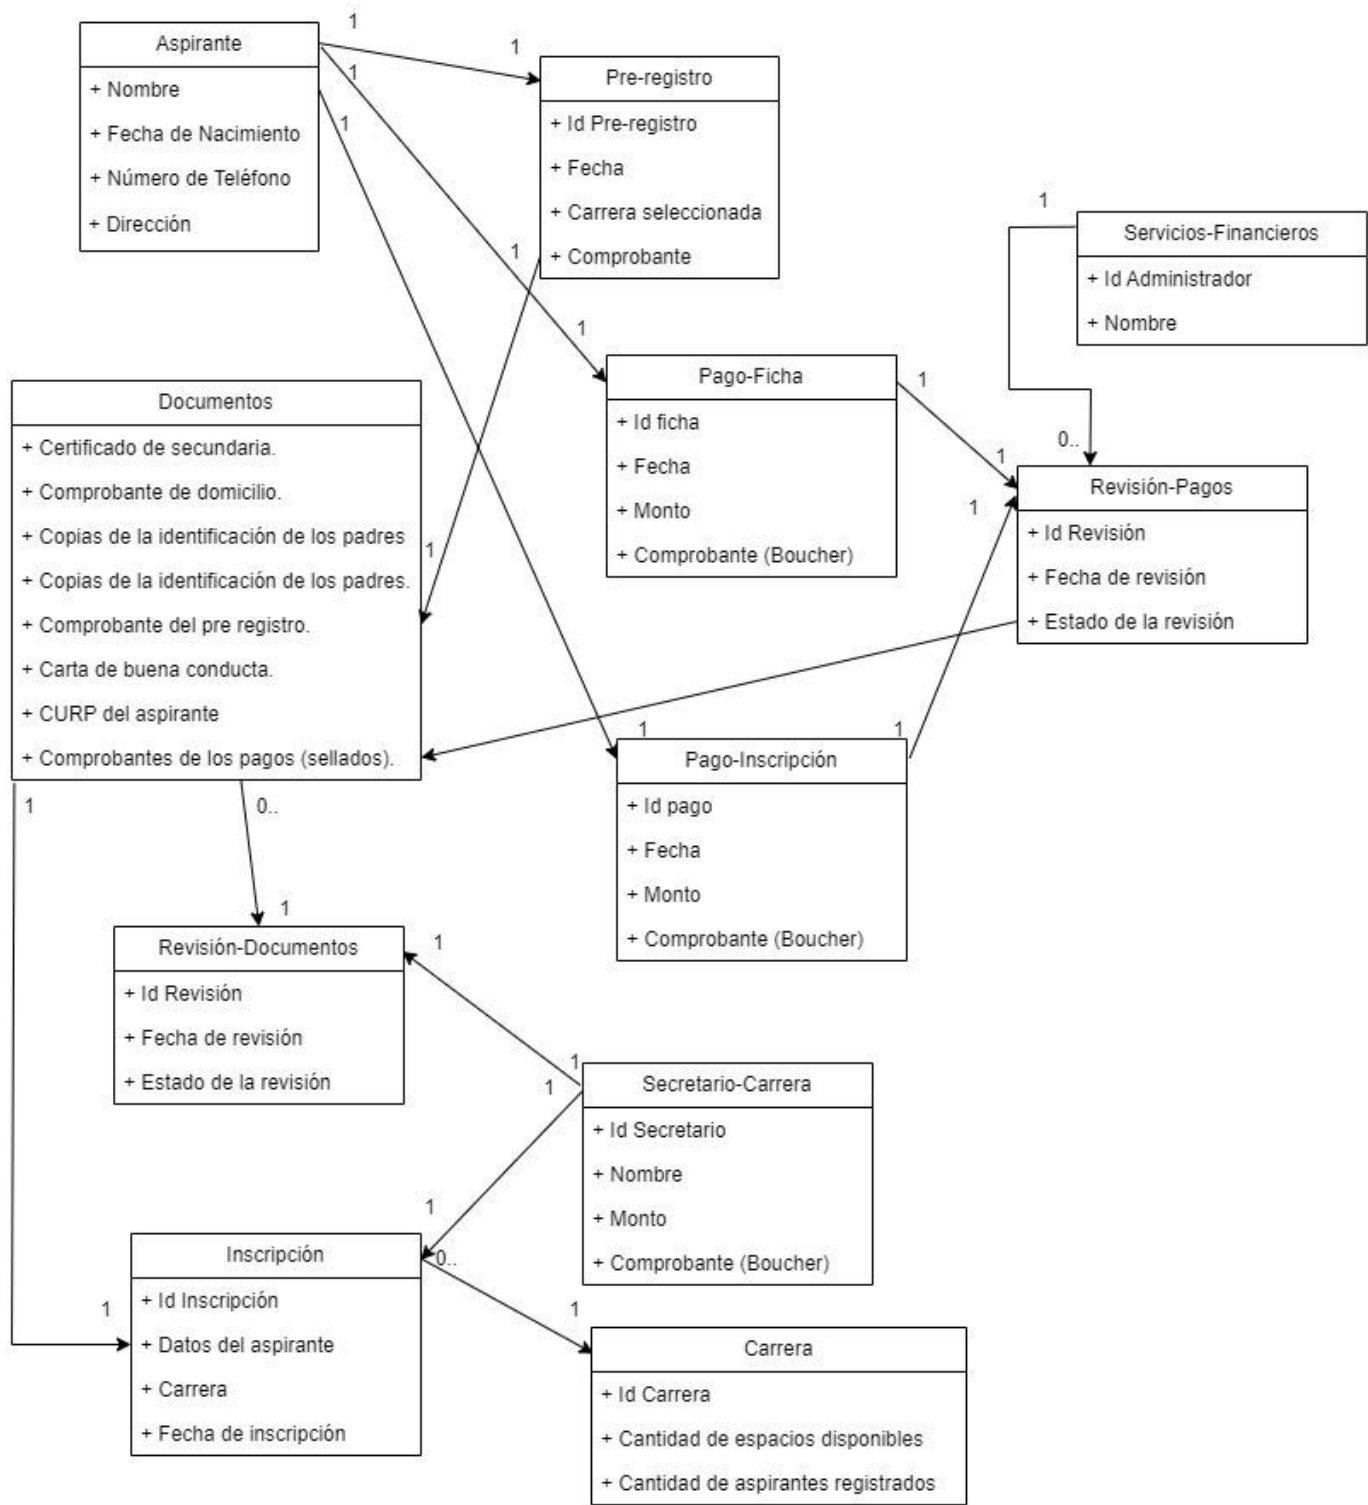 Aspirante
+ Nombre
+ Fecha de Nacimiento
+ Número de Teléfono
+ Dirección
1
1
1
1
Pre-registro
+ Id Pre-registro
+ Fecha
+ Carrera seleccionada
+ Comprobante
1
1
1
Servicios-Financieros
+ Id Administrador
+ Nombre
1
0..
Pago-Ficha
+ Id ficha
+ Fecha
+ Monto
+ Comprobante (Boucher)
1
1
1
Revisión-Pagos
+ Id Revisión
+ Fecha de revisión
+ Estado de la revisión
Documentos
+ Certificado de secundaria.
+ Comprobante de domicilio.
+ Copias de la identificación de los padres
+ Copias de la identificación de los padres.
+ Comprobante del pre registro.
+ Carta de buena conducta.
+ CURP del aspirante
+ Comprobantes de los pagos (sellados).
1
1
0..
1
1
Pago-Inscripción
+ Id pago
+ Fecha
+ Monto
+ Comprobante (Boucher)
1
Revisión-Documentos
+ Id Revisión
+ Fecha de revisión
+ Estado de la revisión
1
1
1
Secretario-Carrera
+ Id Secretario
+ Nombre
+ Monto
+ Comprobante (Boucher)
1
0..
1
Inscripción
+ Id Inscripción
+ Datos del aspirante
+ Carrera
+ Fecha de inscripción
1
Carrera
+ Id Carrera
+ Cantidad de espacios disponibles
+ Cantidad de aspirantes registrados